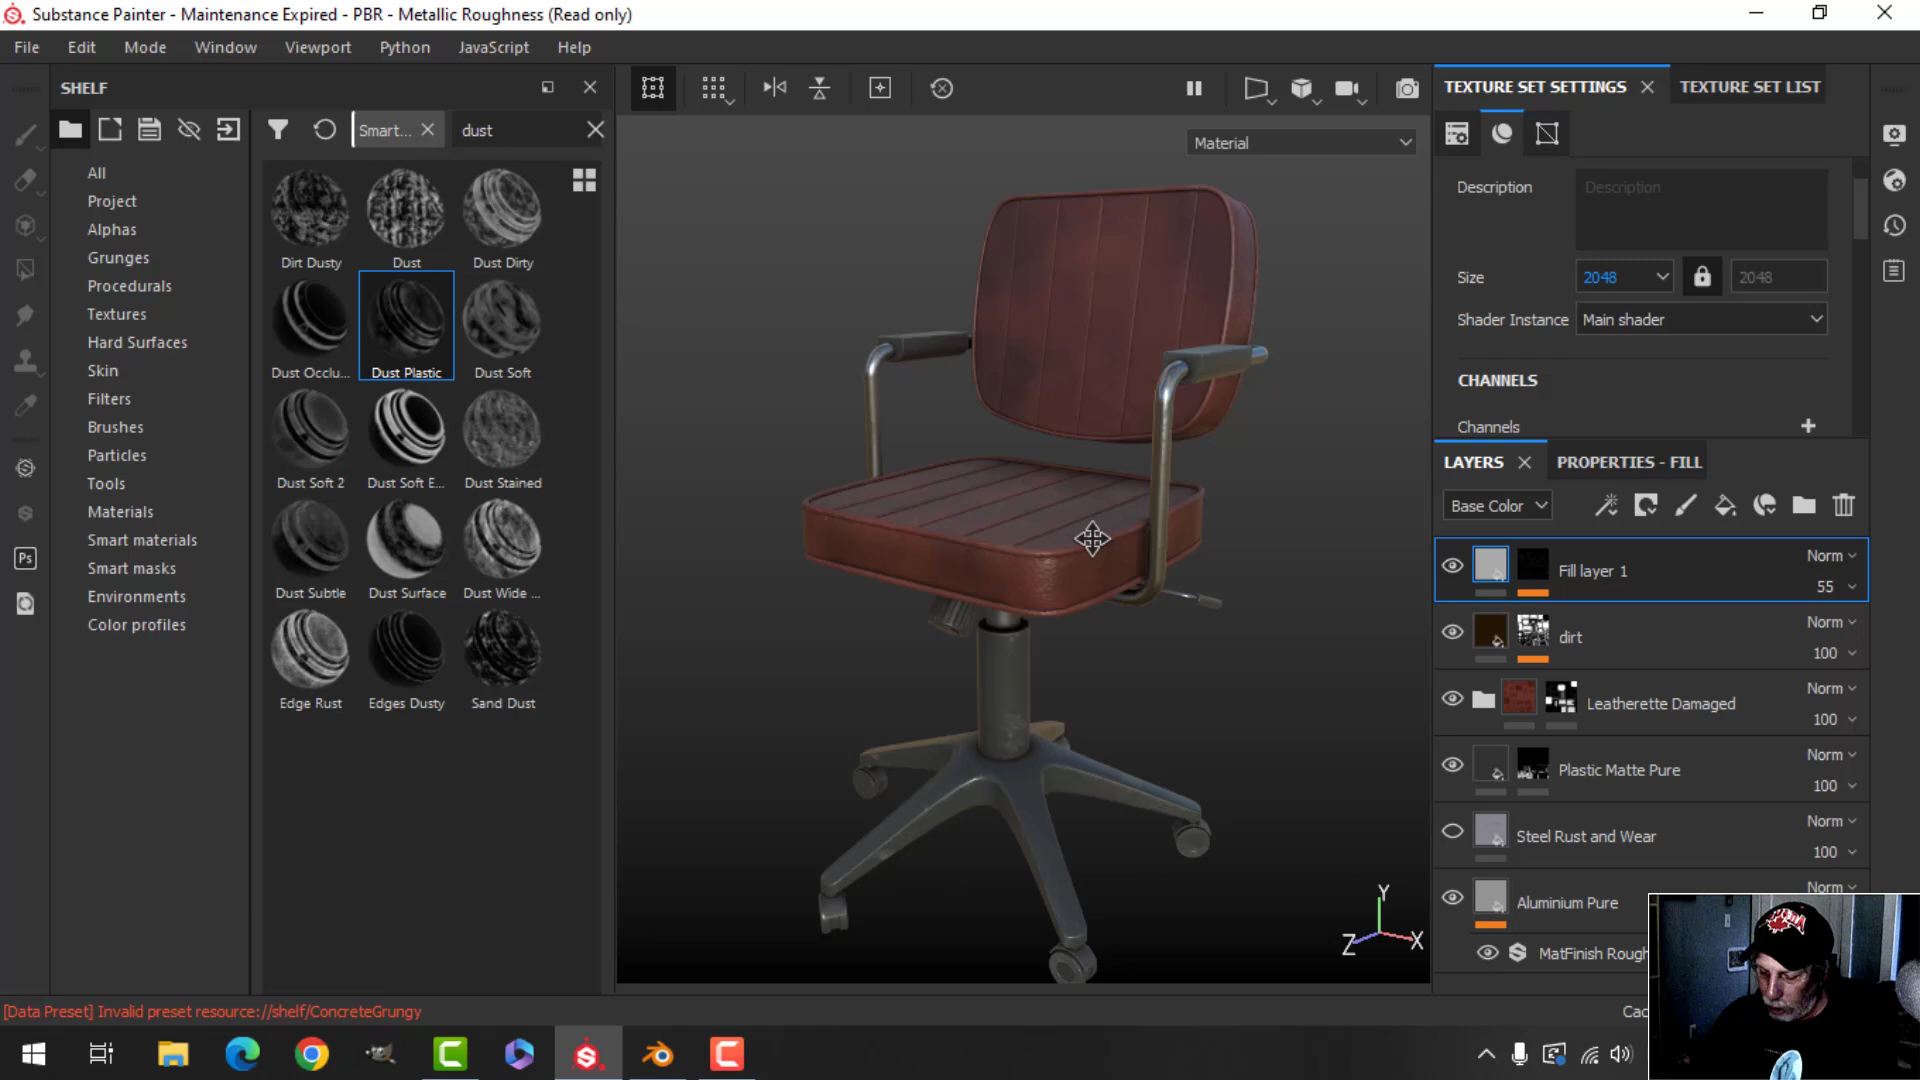 Substance Painter - Maintenance Expired - PBR - Metallic Roughness (Read only)
File Edit Mode Window Viewport Python JavaScript Help
SHELF
Smart... dust
All
Project
Alphas
Grunges
Procedurals
Textures
Hard Surfaces
Skin
Filters
Brushes
Particles
Tools
Materials
Smart materials
Smart masks
Environments
Color profiles
Dirt Dusty Dust Dust Dirty
Dust Occlu... Dust Plastic Dust Soft
Dust Soft 2 Dust Soft E... Dust Stained
Dust Subtle Dust Surface Dust Wide ...
Edge Rust Edges Dusty Sand Dust
Ps
Material
Y
Z X
TEXTURE SET SETTINGS TEXTURE SET LIST
Description Description
Size 2048 2048
Shader Instance Main shader
CHANNELS
Channels
LAYERS PROPERTIES - FILL
Base Color
Fill layer 1 Norm 55
dirt Norm 100
Leatherette Damaged Norm 100
Plastic Matte Pure Norm 100
Steel Rust and Wear Norm 100
Aluminium Pure Norm
MatFinish Rough
[Data Preset] Invalid preset resource://shelf/ConcreteGrungy
Cac